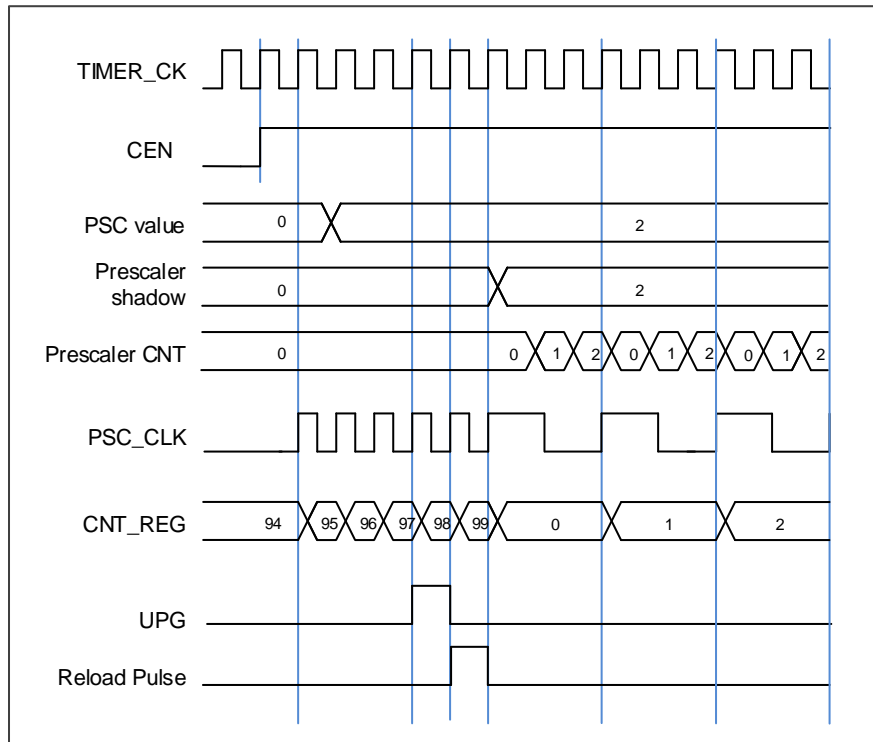 TIMER_CK
CEN
PSC value 0 2
Prescaler
shadow 0 2
Prescaler CNT 0 0 1 2 0 1 2 0 1 2
PSC_CLK
CNT_REG 94 95 96 97 98 99 0 1 2
UPG
Reload Pulse